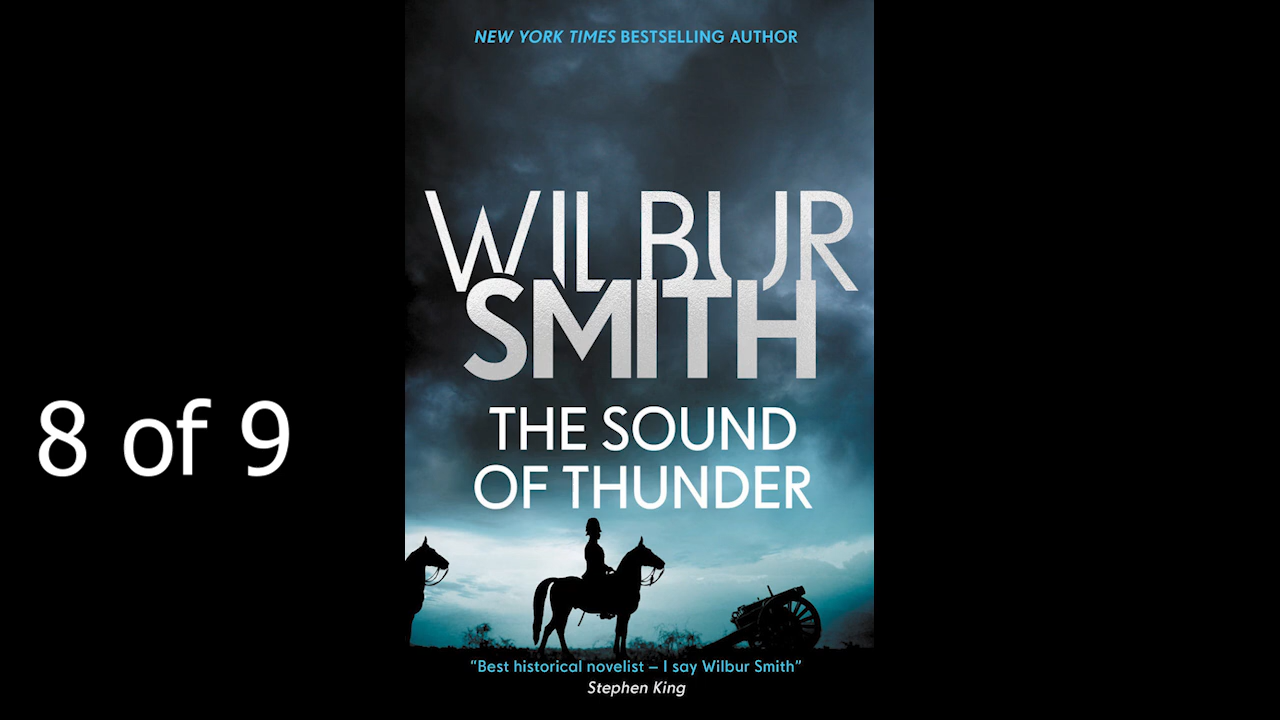 NEW YORK TIMES BESTSELLING AUTHOR
WILBUR
SMITH
8 of 9
THE SOUND
OF THUNDER
“Best historical novelist – I say Wilbur Smith”
Stephen King